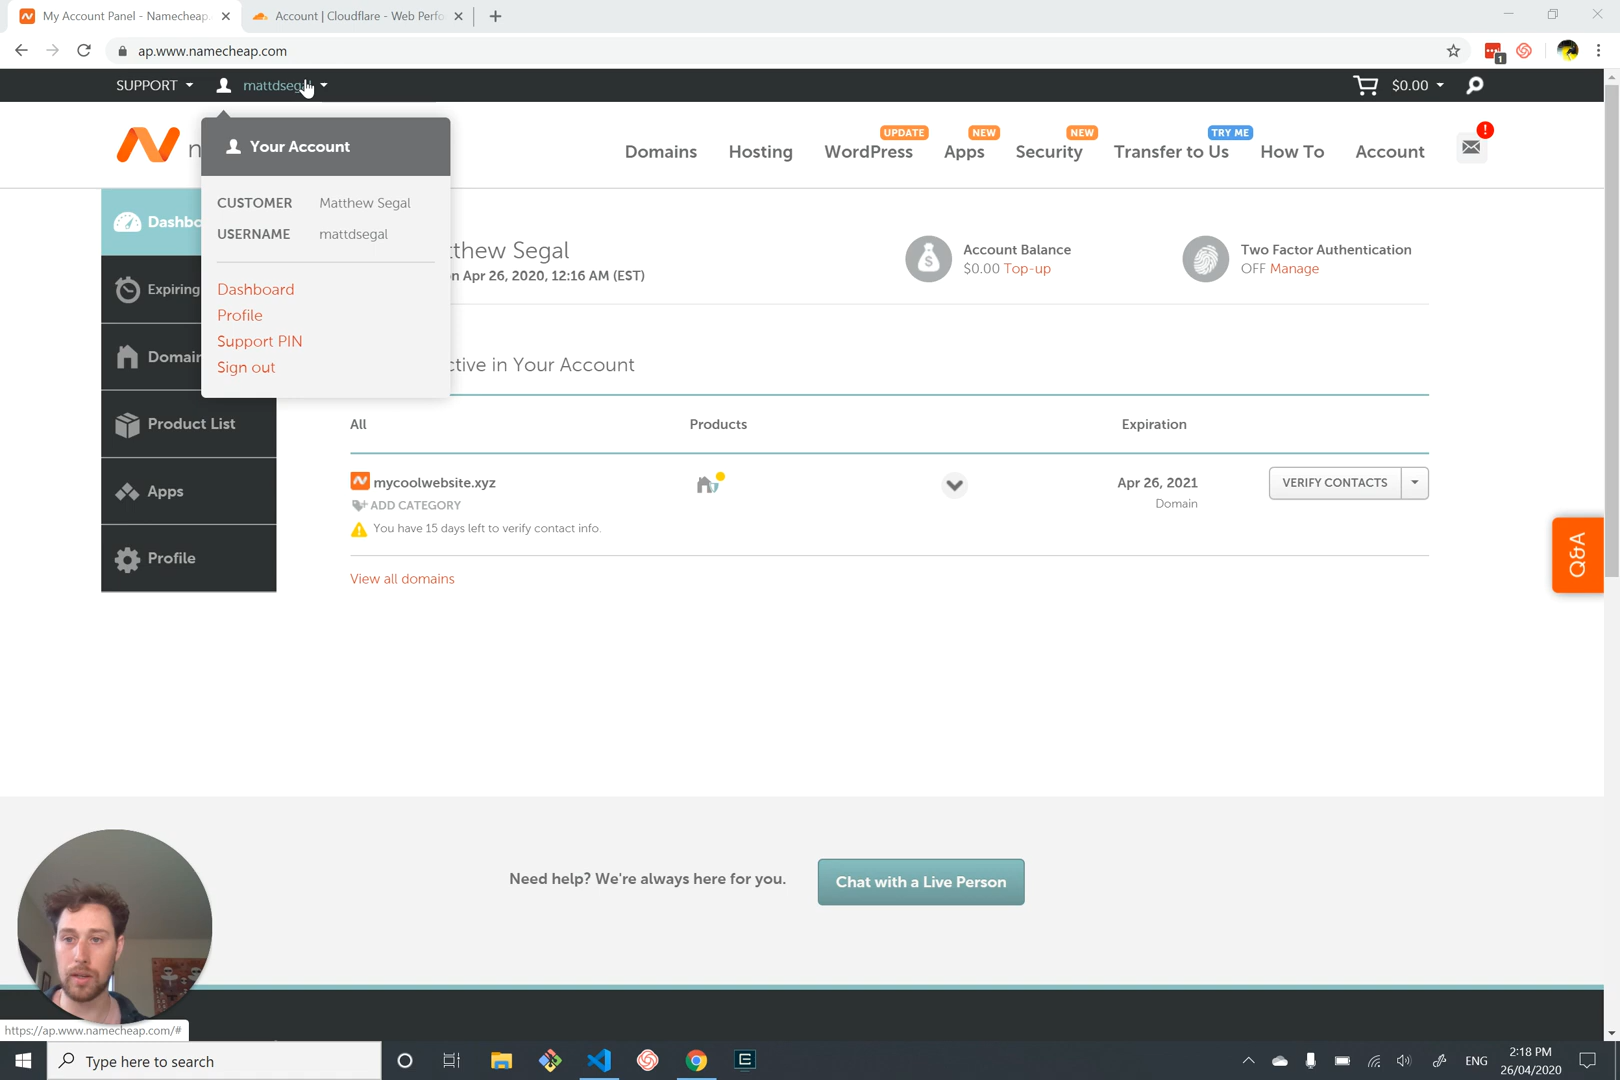 My Account Panel - Namecheap
Account | Cloudflare - Web Perfo
ap.www.namecheap.com
1
SUPPORT
mattdsegal
$0.00
Your Account
CUSTOMER Matthew Segal
USERNAME mattdsegal
Dashboard
Profile
Support PIN
Sign out
n
UPDATE
NEW
NEW
TRY ME
Domains
Hosting
WordPress
Apps
Security
Transfer to Us
How To
Account
!
Dashbo
Expiring
Domain
Product List
Apps
Profile
tthew Segal
n Apr 26, 2020, 12:16 AM (EST)
Account Balance
$0.00 Top-up
Two Factor Authentication
OFF Manage
ctive in Your Account
All
Products
Expiration
mycoolwebsite.xyz
ADD CATEGORY
You have 15 days left to verify contact info.
Apr 26, 2021
Domain
VERIFY CONTACTS
View all domains
Q&A
Need help? We're always here for you.
Chat with a Live Person
https://ap.www.namecheap.com/#
Type here to search
ENG
2:18 PM
26/04/2020